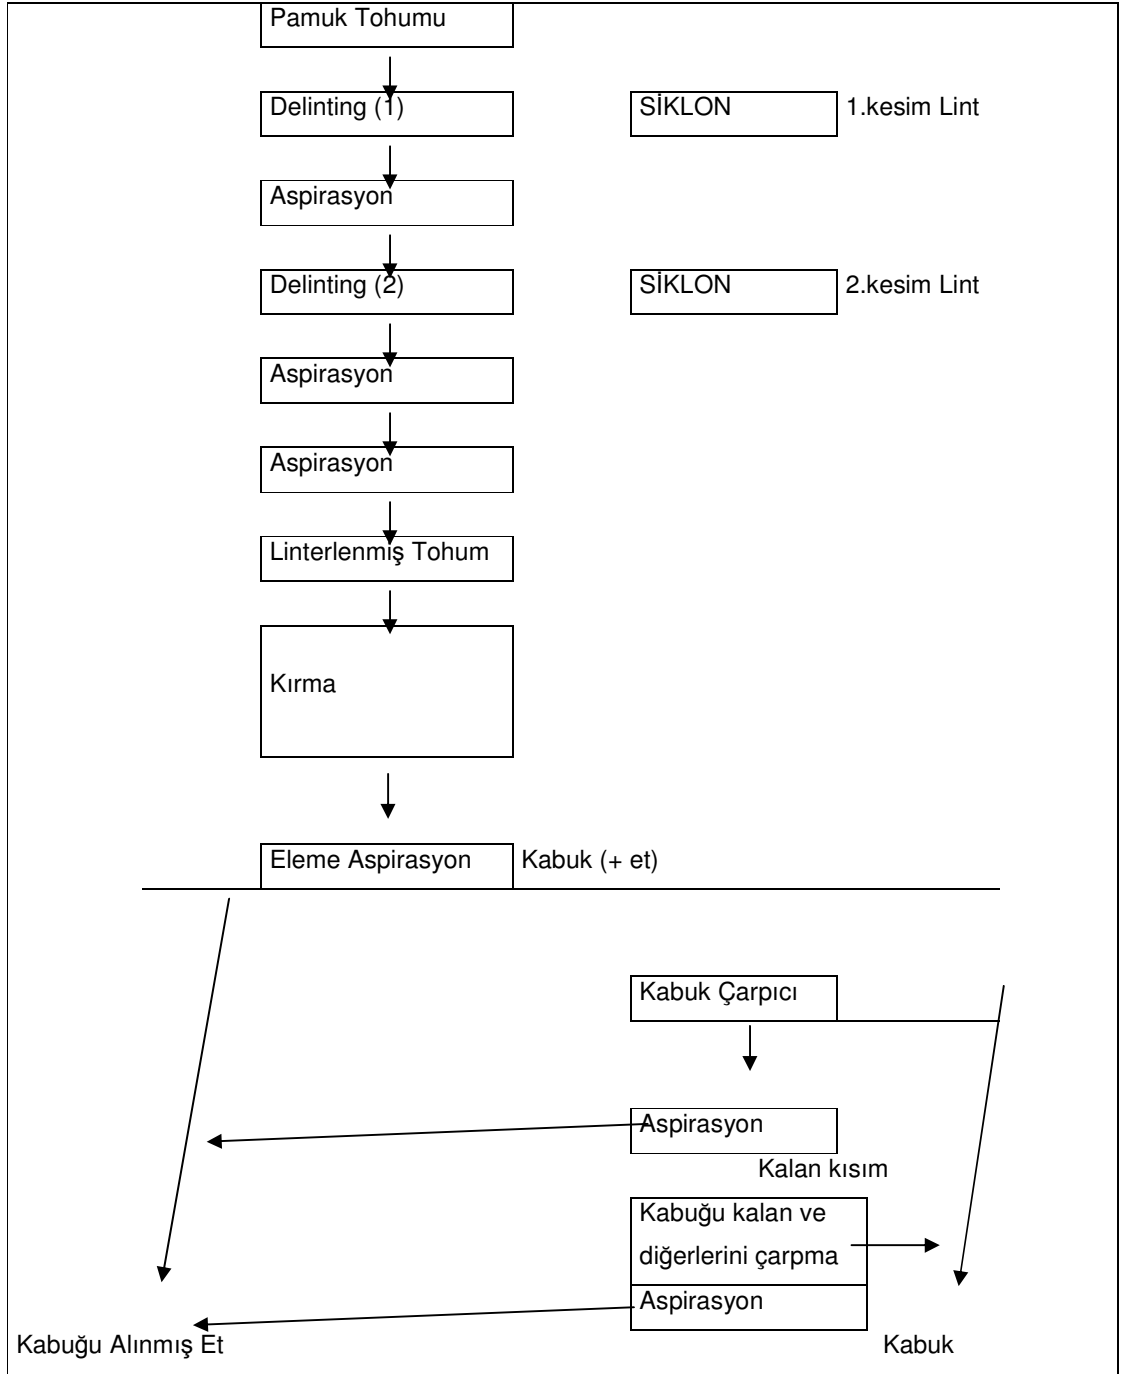 Pamuk Tohumu
Delinting (1)
SİKLON
1.kesim Lint
Aspirasyon
Delinting (2)
SİKLON
2.kesim Lint
Aspirasyon
Aspirasyon
Linterlenmiş Tohum
Kırma
Eleme Aspirasyon
Kabuk (+ et)
Kabuk Çarpıcı
Aspirasyon
Kalan kısım
Kabuğu kalan ve
diğerlerini çarpma
Aspirasyon
Kabuğu Alınmış Et
Kabuk